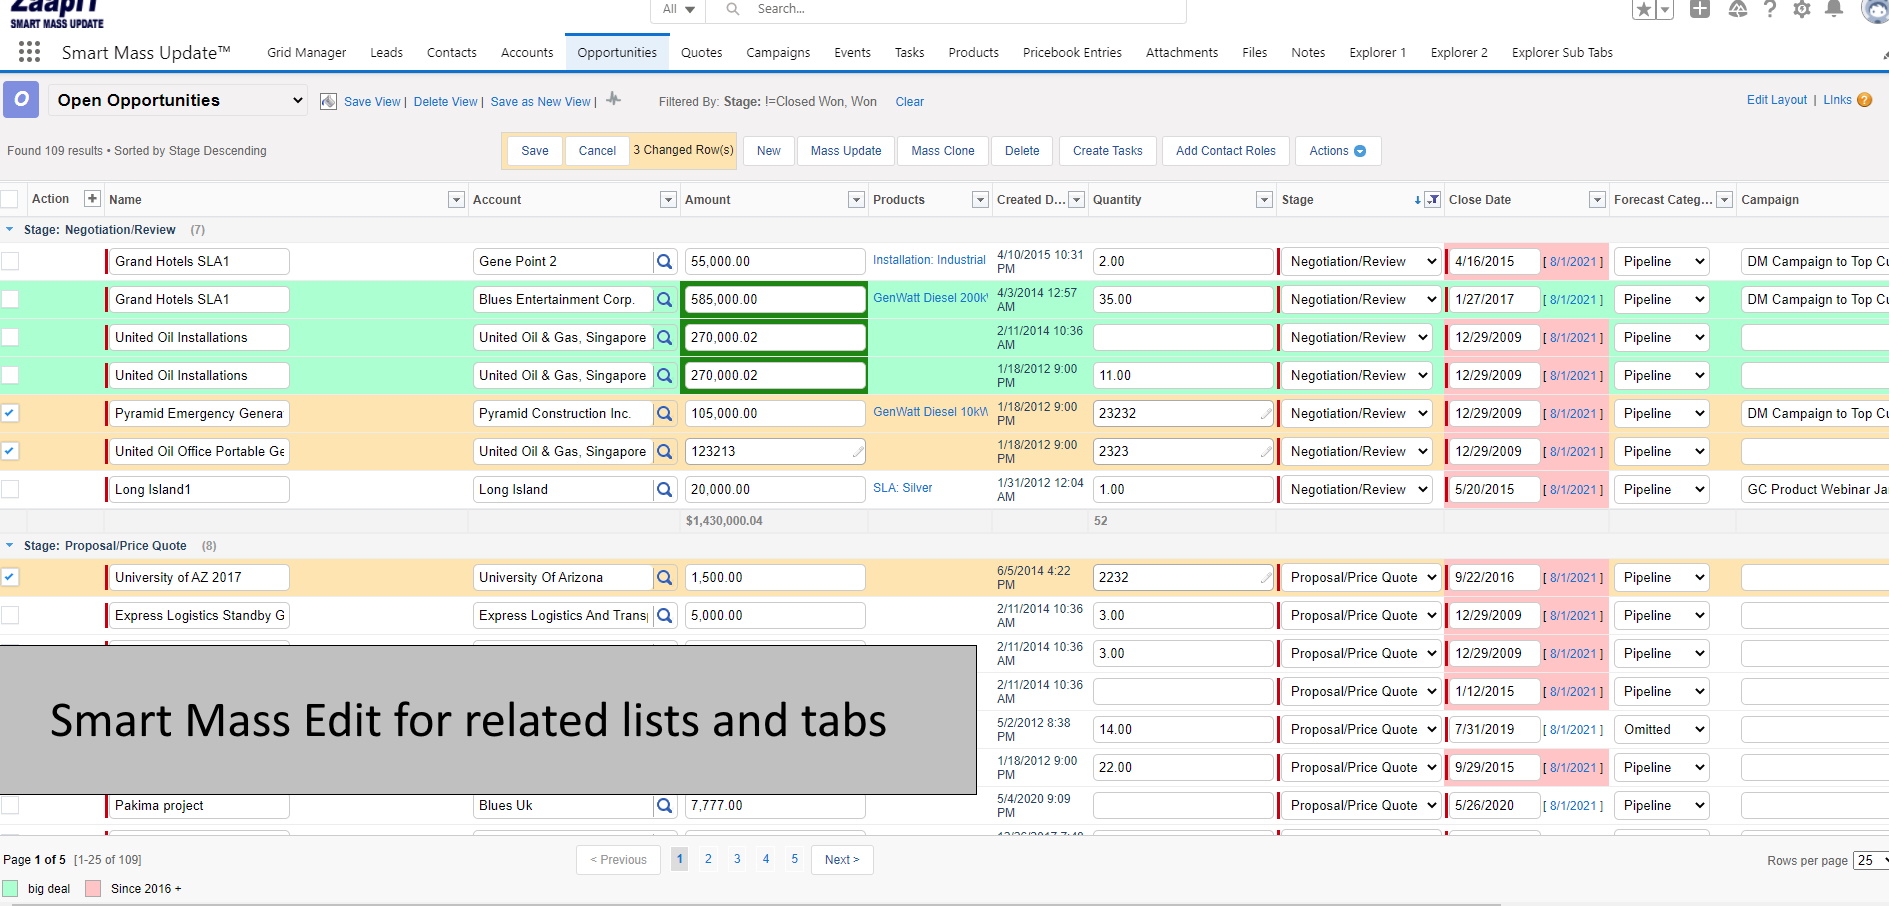 ZaapIT
SMART MASS UPDATE
All Search...
Smart Mass Update™ Grid Manager Leads Contacts Accounts Opportunities Quotes Campaigns Events Tasks Products Pricebook Entries Attachments Files Notes Explorer 1 Explorer 2 Explorer Sub Tabs
O Open Opportunities Save View | Delete View | Save as New View | Filtered By: Stage: !=Closed Won, Won Clear Edit Layout | LInks ?
Found 109 results • Sorted by Stage Descending Save Cancel 3 Changed Row(s) New Mass Update Mass Clone Delete Create Tasks Add Contact Roles Actions
Action + Name Account Amount Products Created D... Quantity Stage Close Date Forecast Categ... Campaign
Stage: Negotiation/Review (7)
Grand Hotels SLA1 Gene Point 2 55,000.00 Installation: Industrial 4/10/2015 10:31 PM 2.00 Negotiation/Review 4/16/2015 [ 8/1/2021 ] Pipeline DM Campaign to Top Cu
Grand Hotels SLA1 Blues Entertainment Corp. 585,000.00 GenWatt Diesel 200k 4/3/2014 12:57 AM 35.00 Negotiation/Review 1/27/2017 [ 8/1/2021 ] Pipeline DM Campaign to Top Cu
United Oil Installations United Oil & Gas, Singapore 270,000.02 2/11/2014 10:36 AM Negotiation/Review 12/29/2009 [ 8/1/2021 ] Pipeline
United Oil Installations United Oil & Gas, Singapore 270,000.02 1/18/2012 9:00 PM 11.00 Negotiation/Review 12/29/2009 [ 8/1/2021 ] Pipeline
Pyramid Emergency Genera Pyramid Construction Inc. 105,000.00 GenWatt Diesel 10kW 1/18/2012 9:00 PM 23232 Negotiation/Review 12/29/2009 [ 8/1/2021 ] Pipeline DM Campaign to Top Cu
United Oil Office Portable Ge United Oil & Gas, Singapore 123213 1/18/2012 9:00 PM 2323 Negotiation/Review 12/29/2009 [ 8/1/2021 ] Pipeline
Long Island1 Long Island 20,000.00 SLA: Silver 1/31/2012 12:04 AM 1.00 Negotiation/Review 5/20/2015 [ 8/1/2021 ] Pipeline GC Product Webinar Ja
$1,430,000.04 52
Stage: Proposal/Price Quote (8)
University of AZ 2017 University Of Arizona 1,500.00 6/5/2014 4:22 PM 2232 Proposal/Price Quote 9/22/2016 [ 8/1/2021 ] Pipeline
Express Logistics Standby G Express Logistics And Trans 5,000.00 2/11/2014 10:36 AM 3.00 Proposal/Price Quote 12/29/2009 [ 8/1/2021 ] Pipeline
2/11/2014 10:36 AM 3.00 Proposal/Price Quote 12/29/2009 [ 8/1/2021 ] Pipeline
2/11/2014 10:36 AM Proposal/Price Quote 1/12/2015 [ 8/1/2021 ] Pipeline
Smart Mass Edit for related lists and tabs
5/2/2012 8:38 PM 14.00 Proposal/Price Quote 7/31/2019 [ 8/1/2021 ] Omitted
1/18/2012 9:00 PM 22.00 Proposal/Price Quote 9/29/2015 [ 8/1/2021 ] Pipeline
Pakima project Blues Uk 7,777.00 5/4/2020 9:09 PM Proposal/Price Quote 5/26/2020 [ 8/1/2021 ] Pipeline
Page 1 of 5 [1-25 of 109] < Previous 1 2 3 4 5 Next > Rows per page 25
big deal Since 2016 +